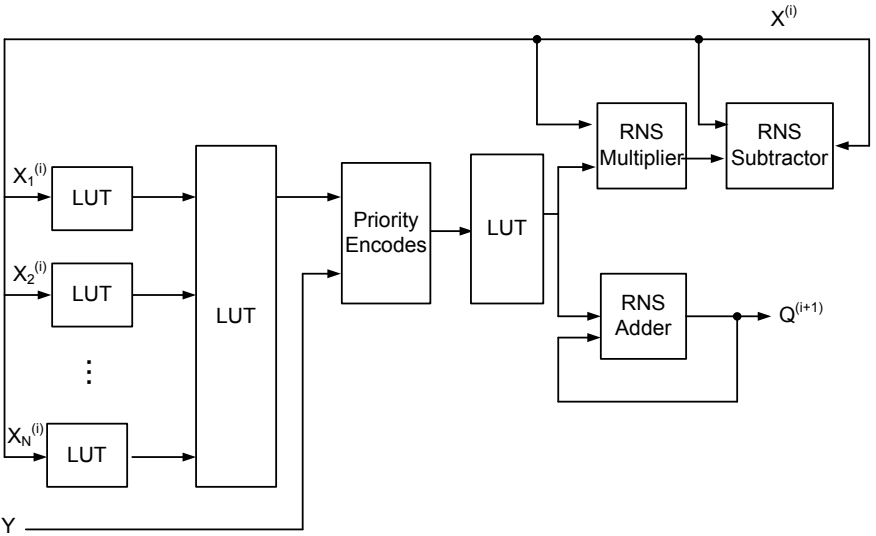 X(i)
RNS
Multiplier
RNS
Subtractor
X1(i)
LUT
X2(i)
LUT
⋮
XN(i)
LUT
LUT
Priority
Encodes
LUT
RNS
Adder
Q(i+1)
Y